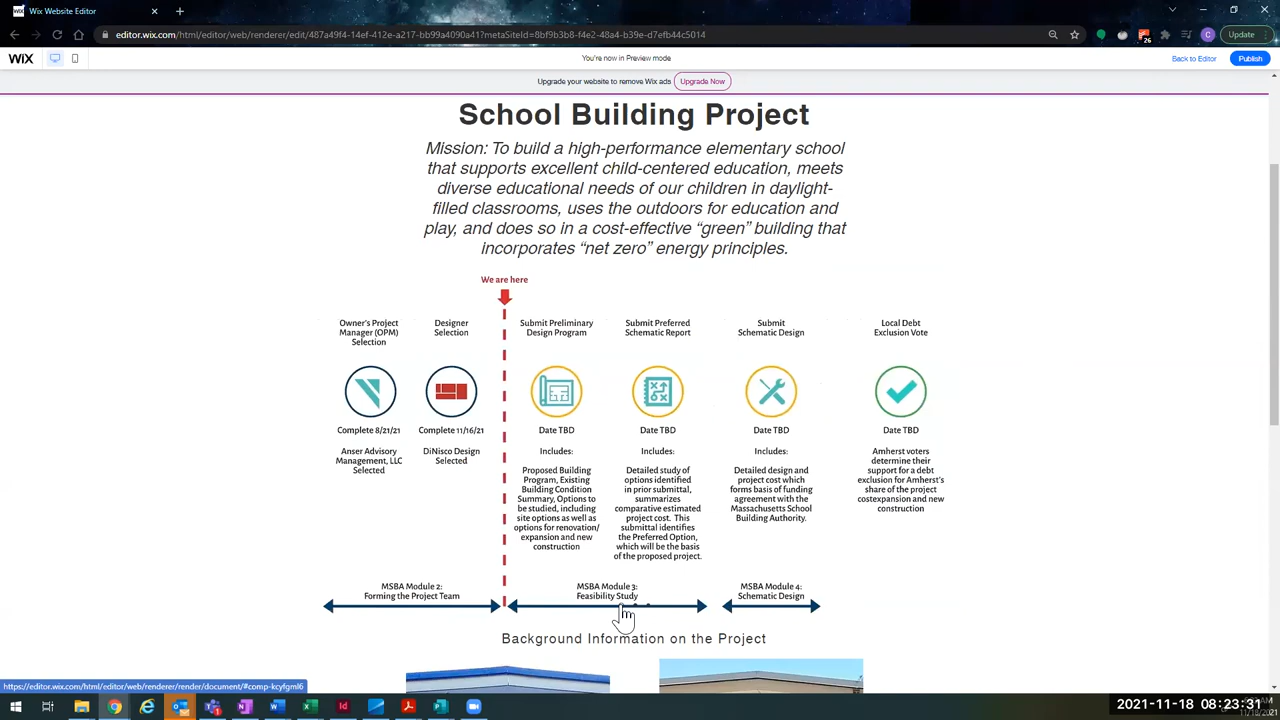 Wix Website Editor
editor.wix.com/html/editor/web/renderer/edit/487a49f4-14ef-412e-a217-bb99a4090a41?metaSiteId=8bf9b3b8-f4e2-48a4-b39e-d7efb44c5014
26
C
Update
WiX
You're now in Preview mode
Back to Editor
Publish
Upgrade your website to remove Wix ads
Upgrade Now
School Building Project
Mission: To build a high-performance elementary school
that supports excellent child-centered education, meets
diverse educational needs of our children in daylight-
filled classrooms, uses the outdoors for education and
play, and does so in a cost-effective “green” building that
incorporates “net zero” energy principles.
We are here
Owner's Project
Manager (OPM)
Selection
Complete 8/21/21
Anser Advisory
Management, LLC
Selected
Designer
Selection
Complete 11/16/21
DiNisco Design
Selected
Submit Preliminary
Design Program
Date TBD
Includes:
Proposed Building
Program, Existing
Building Condition
Summary, Options to
be studied, including
site options as well as
options for renovation/
expansion and new
construction
Submit Preferred
Schematic Report
Date TBD
Includes:
Detailed study of
options identified
in prior submittal,
summarizes
comparative estimated
project cost. This
submittal identifies
the Preferred Option,
which will be the basis
of the proposed project.
Submit
Schematic Design
Date TBD
Includes:
Detailed design and
project cost which
forms basis of funding
agreement with the
Massachusetts School
Building Authority.
Local Debt
Exclusion Vote
Date TBD
Amherst voters
determine their
support for a debt
exclusion for Amherst's
share of the project
costexpansion and new
construction
MSBA Module 2:
Forming the Project Team
MSBA Module 3:
Feasibility Study
MSBA Module 4:
Schematic Design
Background Information on the Project
https://editor.wix.com/html/editor/web/renderer/render/document/#comp-kcyfgml6
2021-11-18 08:23:31